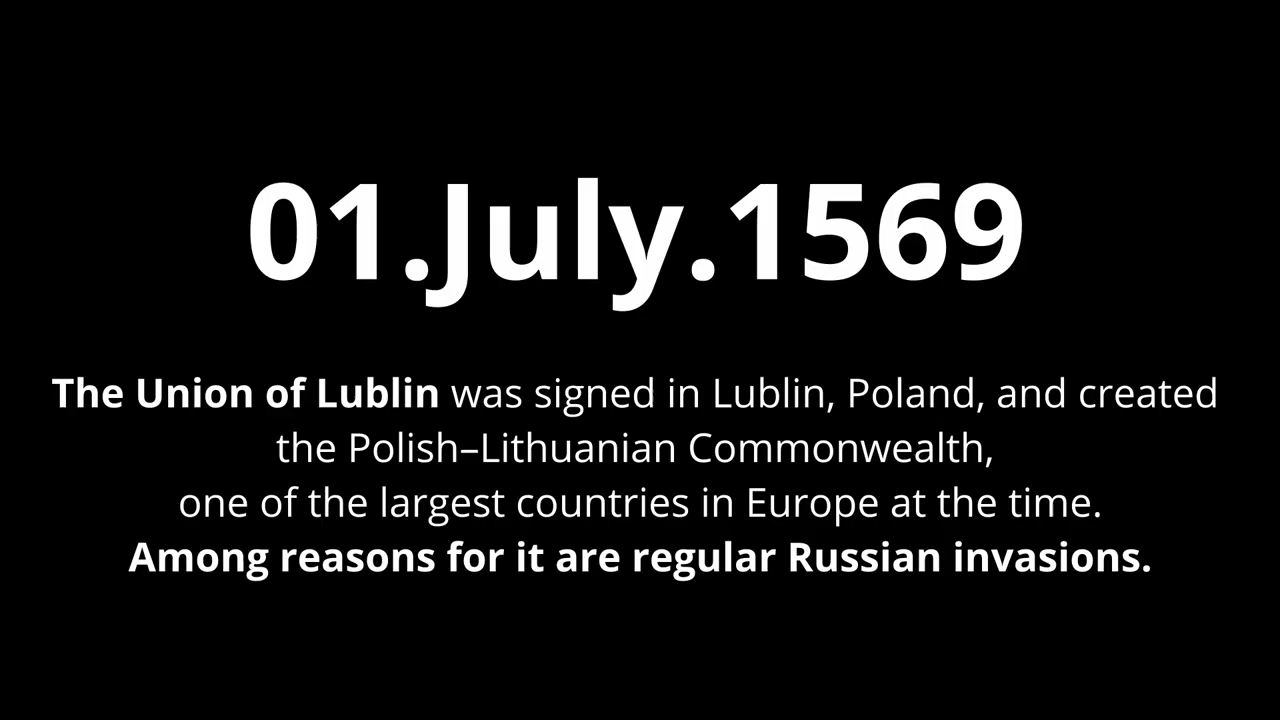 01.July.1569
The Union of Lublin was signed in Lublin, Poland, and created
the Polish–Lithuanian Commonwealth,
one of the largest countries in Europe at the time.
Among reasons for it are regular Russian invasions.